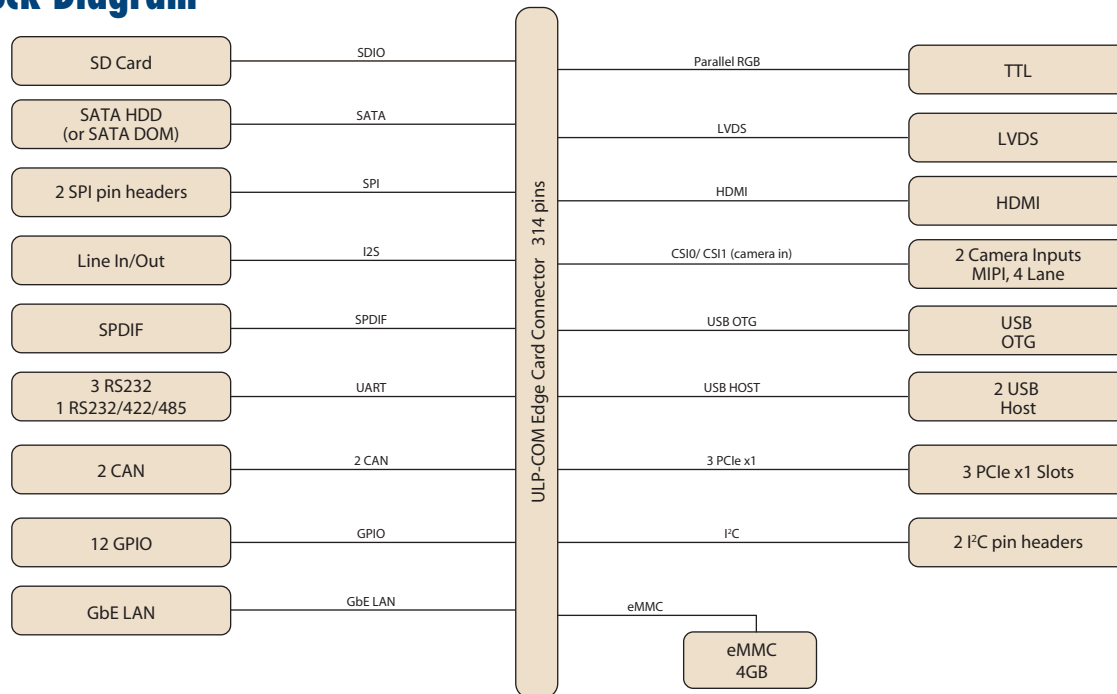 ock Diagram
SD Card
SDIO
SATA HDD
(or SATA DOM)
SATA
2 SPI pin headers
SPI
Line In/Out
I2S
SPDIF
SPDIF
3 RS232
1 RS232/422/485
UART
2 CAN
2 CAN
12 GPIO
GPIO
GbE LAN
GbE LAN
ULP-COM Edge Card Connector 314 pins
Parallel RGB
TTL
LVDS
LVDS
HDMI
HDMI
CSI0/ CSI1 (camera in)
2 Camera Inputs
MIPI, 4 Lane
USB OTG
USB
OTG
USB HOST
2 USB
Host
3 PCIe x1
3 PCIe x1 Slots
I²C
2 I²C pin headers
eMMC
eMMC
4GB